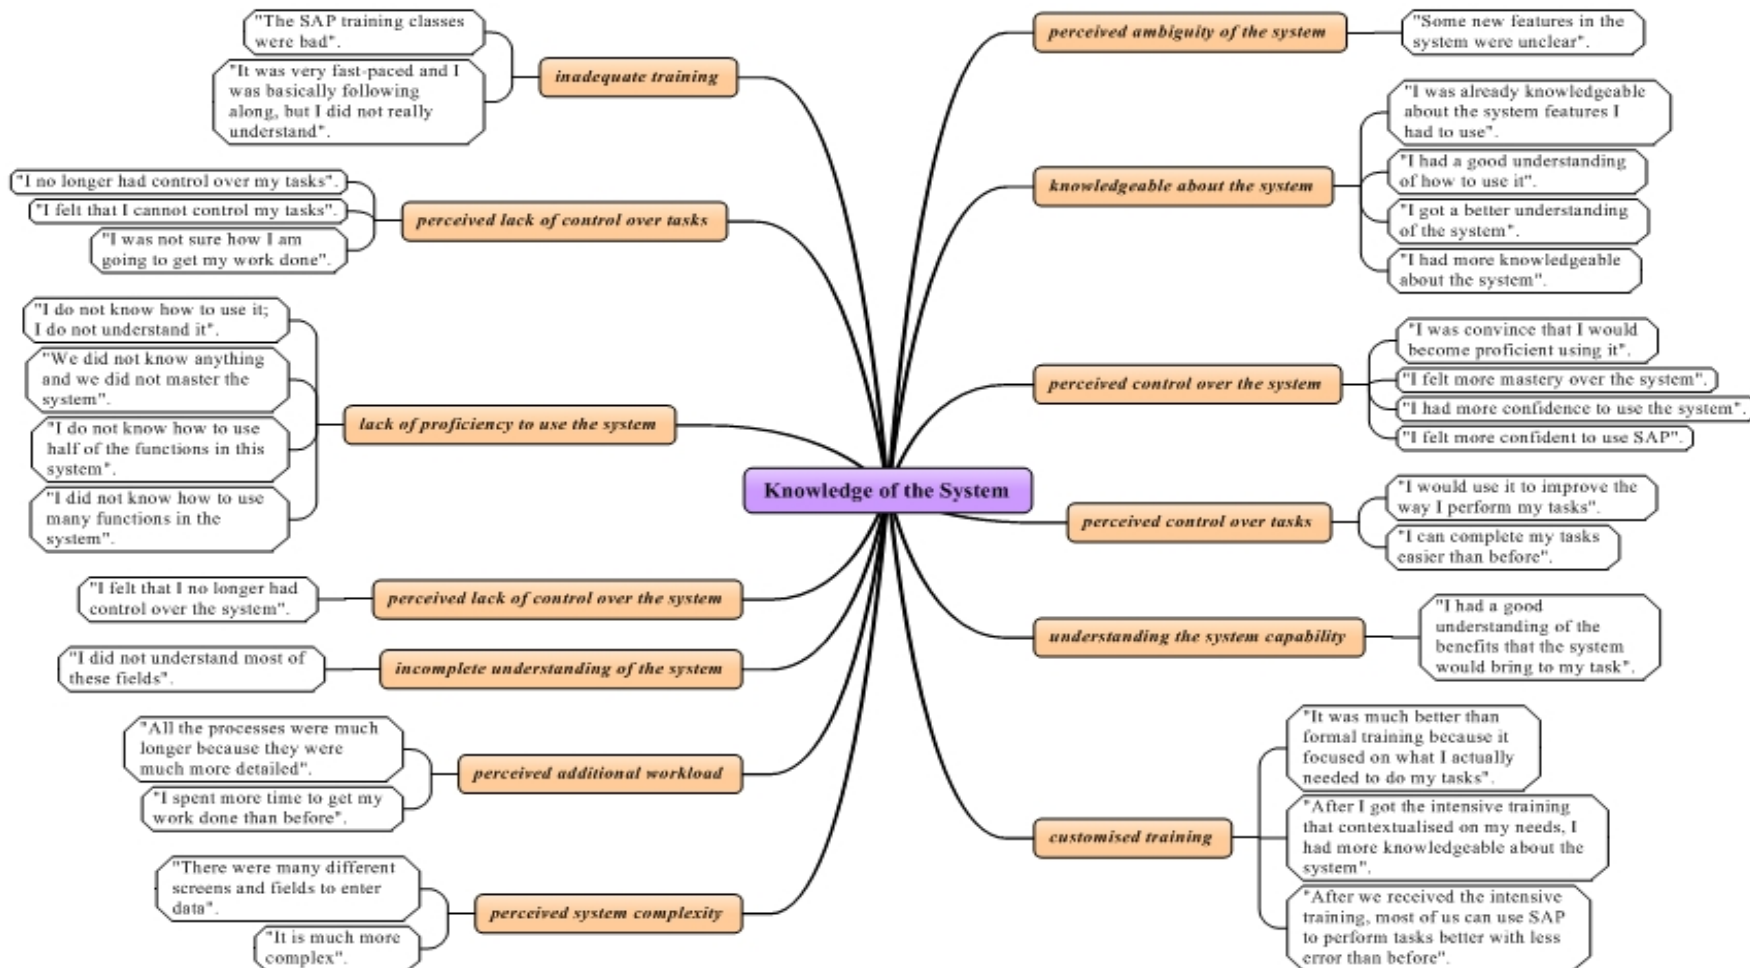 "The SAP training classes
were bad".
"It was very fast-paced and I
was basically following
along, but I did not really
understand".
inadequate training
"I no longer had control over my tasks".
"I felt that I cannot control my tasks".
"I was not sure how I am
going to get my work done".
perceived lack of control over tasks
"I do not know how to use it;
I do not understand it".
"We did not know anything
and we did not master the
system".
"I do not know how to use
half of the functions in this
system".
"I did not know how to use
many functions in the
system".
lack of proficiency to use the system
"I felt that I no longer had
control over the system".
perceived lack of control over the system
"I did not understand most of
these fields".
incomplete understanding of the system
"All the processes were much
longer because they were
much more detailed".
"I spent more time to get my
work done than before".
perceived additional workload
"There were many different
screens and fields to enter
data".
"It is much more
complex".
perceived system complexity
Knowledge of the System
perceived ambiguity of the system
"Some new features in the
system were unclear".
knowledgeable about the system
"I was already knowledgeable
about the system features I
had to use".
"I had a good understanding
of how to use it".
"I got a better understanding
of the system".
"I had more knowledgeable
about the system".
perceived control over the system
"I was convince that I would
become proficient using it".
"I felt more mastery over the system".
"I had more confidence to use the system".
"I felt more confident to use SAP".
perceived control over tasks
"I would use it to improve the
way I perform my tasks".
"I can complete my tasks
easier than before".
understanding the system capability
"I had a good
understanding of the
benefits that the system
would bring to my task".
customised training
"It was much better than
formal training because it
focused on what I actually
needed to do my tasks".
"After I got the intensive training
that contextualised on my needs, I
had more knowledgeable about the
system".
"After we received the intensive
training, most of us can use SAP
to perform tasks better with less
error than before".